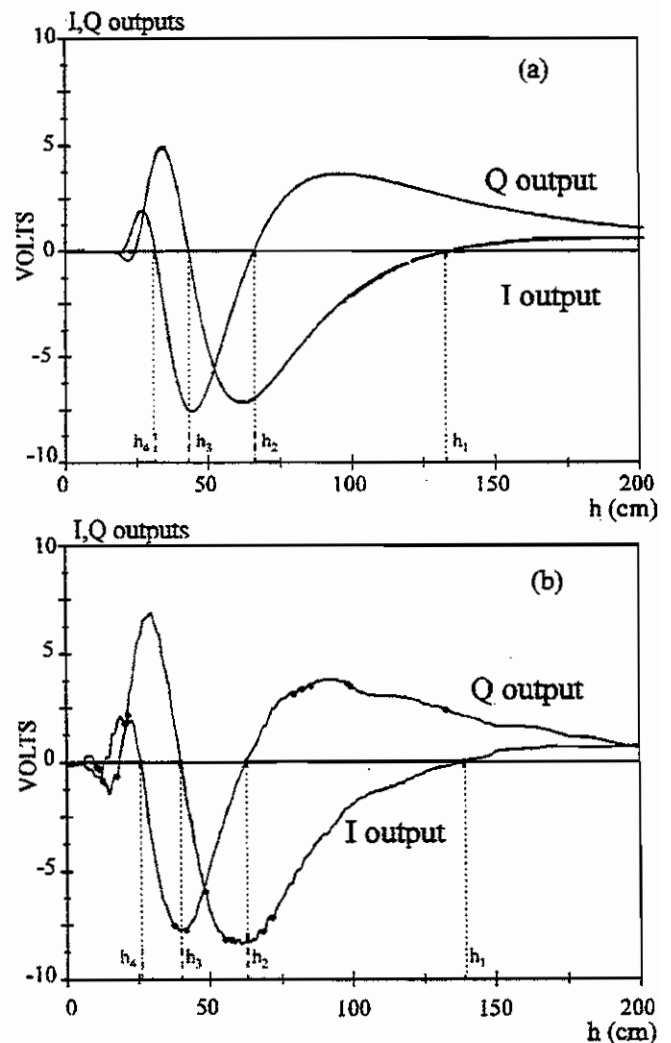 I,Q outputs
10
(a)
5
Q output
VOLTS
0
I output
-5
h₄ h₃ h₂ h₁
-10
0 50 100 150 200
h (cm)
I,Q outputs
10
(b)
5
Q output
VOLTS
0
I output
-5
h₄ h₃ h₂ h₁
-10
0 50 100 150 200
h (cm)